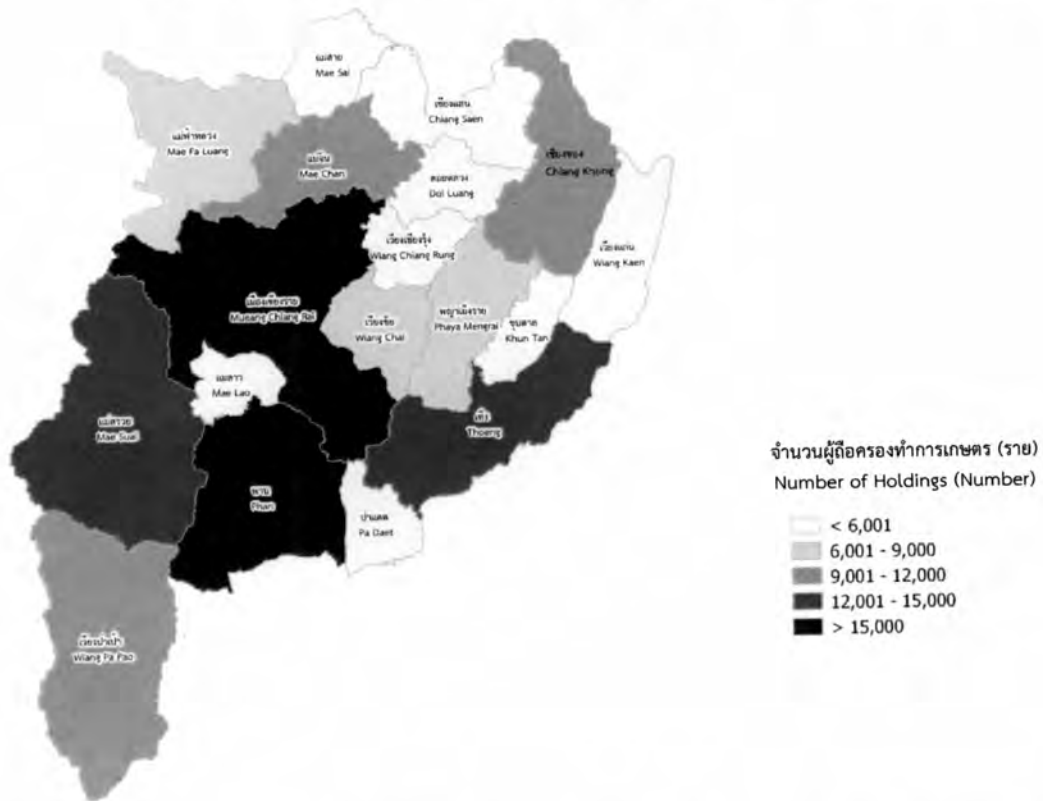 แม่สาย
Mae Sai
เชียงแสน
Chiang Saen
แม่ฟ้าหลวง
Mae Fa Luang
แม่จัน
Mae Chan
เชียงของ
Chiang Khong
ดอยหลวง
Doi Luang
เวียงเชียงรุ้ง
Wiang Chiang Rung
เวียงแก่น
Wiang Kaen
เมืองเชียงราย
Mueang Chiang Rai
เวียงชัย
Wiang Chai
พญาเม็งราย
Phaya Mengrai
ขุนตาล
Khun Tan
แม่ลาว
Mae Lao
แม่สรวย
Mae Suai
เทิง
Thoeng
พาน
Phan
ป่าแดด
Pa Daet
เวียงป่าเป้า
Wiang Pa Pao
จำนวนผู้ถือครองทำการเกษตร (ราย)
Number of Holdings (Number)
< 6,001
6,001 - 9,000
9,001 - 12,000
12,001 - 15,000
> 15,000